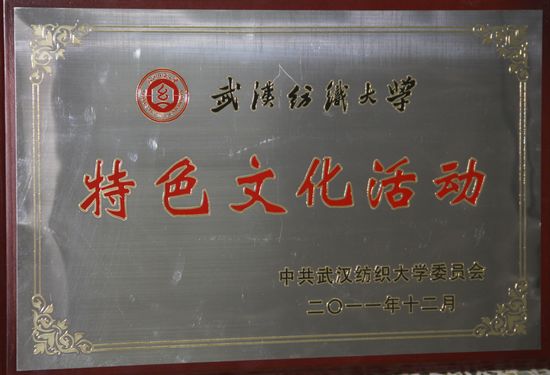 武漢紡織大學
特色文化活动
中共武汉纺织大学委员会
二〇一一年十二月